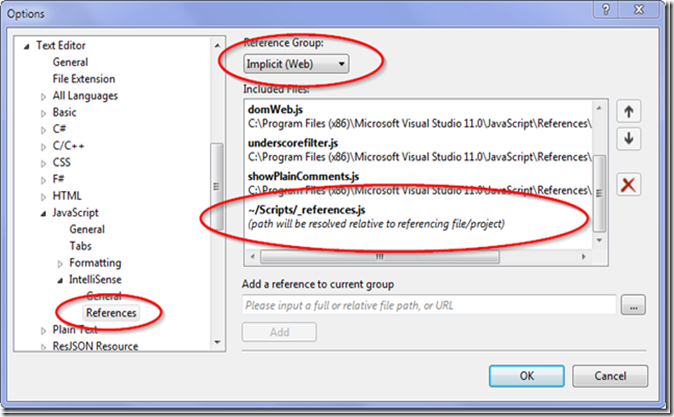 Options
Text Editor
General
File Extension
All Languages
Basic
C#
C/C++
CSS
F#
HTML
JavaScript
General
Tabs
Formatting
IntelliSense
General
References
Plain Text
ResJSON Resource
Reference Group:
Implicit (Web)
Included Files:
domWeb.js
C:\Program Files (x86)\Microsoft Visual Studio 11.0\JavaScript\References\
underscorefilter.js
C:\Program Files (x86)\Microsoft Visual Studio 11.0\JavaScript\References\
showPlainComments.js
C:\Program Files (x86)\Microsoft Visual Studio 11.0\JavaScript\References\
~/Scripts/_references.js
(path will be resolved relative to referencing file/project)
Add a reference to current group
Please input a full or relative file path, or URL
...
Add
OK
Cancel